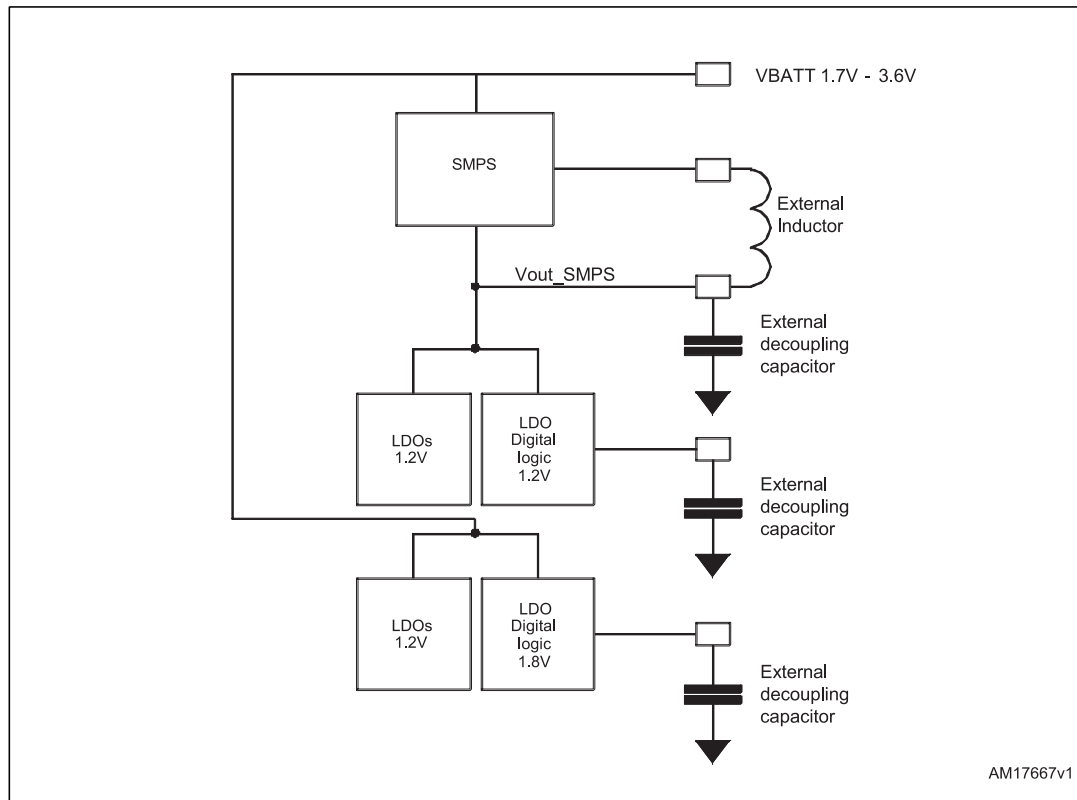 VBATT 1.7V - 3.6V
SMPS
External
Inductor
Vout_SMPS
External
decoupling
capacitor
LDOs
1.2V
LDO
Digital
logic
1.2V
External
decoupling
capacitor
LDOs
1.2V
LDO
Digital
logic
1.8V
External
decoupling
capacitor
AM17667v1